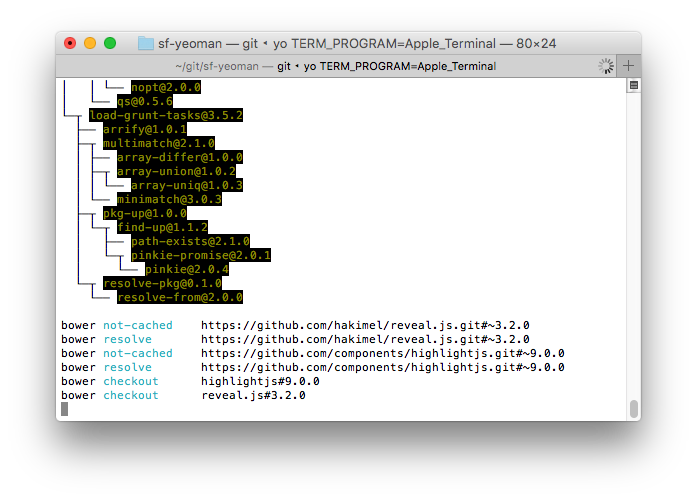 sf-yeoman — git ◂ yo TERM_PROGRAM=Apple_Terminal — 80×24
~/git/sf-yeoman — git ◂ yo TERM_PROGRAM=Apple_Terminal
│ │ │ └── nopt@2.0.0
│ │ └── qs@0.5.6
└─┬ load-grunt-tasks@3.5.2
  ├── arrify@1.0.1
  ├─┬ multimatch@2.1.0
  │ ├── array-differ@1.0.0
  │ ├─┬ array-union@1.0.2
  │ │ └── array-uniq@1.0.3
  │ └── minimatch@3.0.3
  ├─┬ pkg-up@1.0.0
  │ └─┬ find-up@1.1.2
  │   ├── path-exists@2.1.0
  │   └─┬ pinkie-promise@2.0.1
  │     └── pinkie@2.0.4
  └─┬ resolve-pkg@0.1.0
    └── resolve-from@2.0.0
bower not-cached    https://github.com/hakimel/reveal.js.git#~3.2.0
bower resolve       https://github.com/hakimel/reveal.js.git#~3.2.0
bower not-cached    https://github.com/components/highlightjs.git#~9.0.0
bower resolve       https://github.com/components/highlightjs.git#~9.0.0
bower checkout      highlightjs#9.0.0
bower checkout      reveal.js#3.2.0